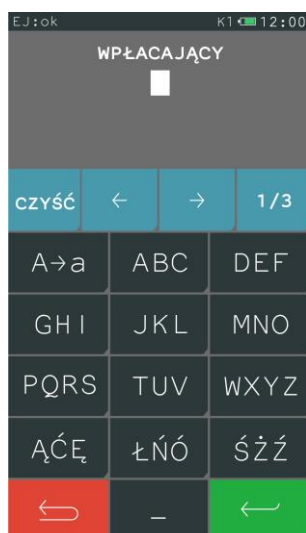 EJ:ok K1 12:00
WPŁACAJĄCY
CZYŚĆ ← → 1/3
A→a ABC DEF
GHI JKL MNO
PQRS TUV WXYZ
ĄĆĘ ŁŃÓ ŚŻŹ
_